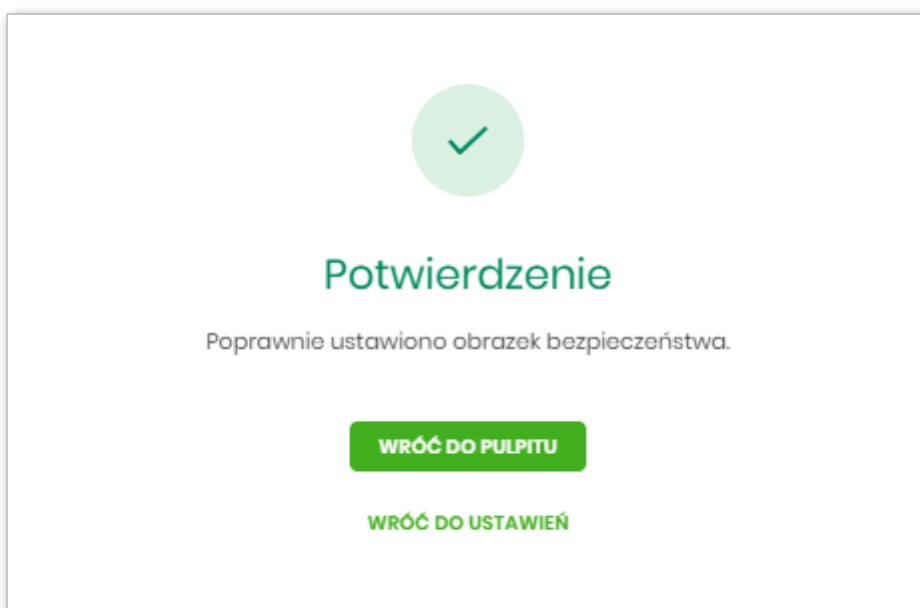 Potwierdzenie
Poprawnie ustawiono obrazek bezpieczeństwa.
WRÓĆ DO PULPITU
WRÓĆ DO USTAWIEŃ